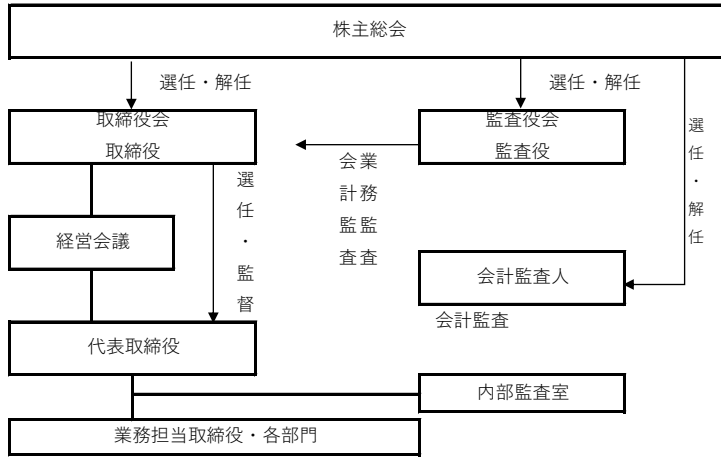 株主総会
選任・解任
選任・解任
取締役会
取締役
監査役会
監査役
選任・解任
業務監査
会計監査
選任・監督
経営会議
会計監査人
会計監査
代表取締役
内部監査室
業務担当取締役・各部門